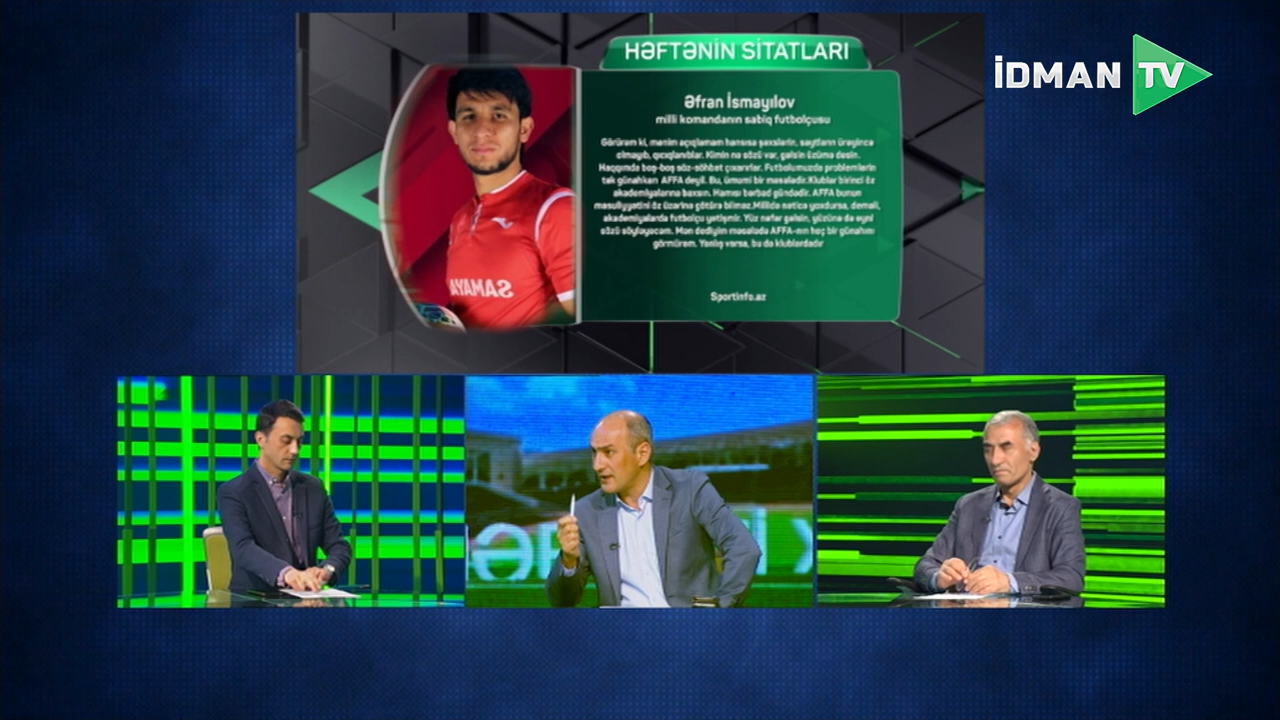 HƏFTƏNİN SİTATLARI
İDMAN TV
Əfran İsmayılov
milli komandanın sabiq futbolçusu
Görürəm ki, mənim açıqlamam hansısa şəxslərin, saytların ürəyincə
olmayıb, qıcıqlanıblar. Kimin nə sözü var, gəlsin üzümə desin.
Haqqımda boş-boş söz-söhbət çıxarırlar. Futbolumuzda problemlərin
tək günahkarı AFFA deyil. Bu, ümumi bir məsələdir. Klublar birinci öz
akademiyalarına baxsın. Hamısı bərbad gündədir. AFFA bunun
məsuliyyətini öz üzərinə götürə bilməz.Millidə nəticə yoxdursa, deməli,
akademiyalarda futbolçu yetişmir. Yüz nəfər gəlsin, yüzünə də eyni
sözü söyləyəcəm. Mən dediyim məsələdə AFFA-nın heç bir günahını
görmürəm. Yanlış varsa, bu da klublardadır
Sportinfo.az
SAMAYA